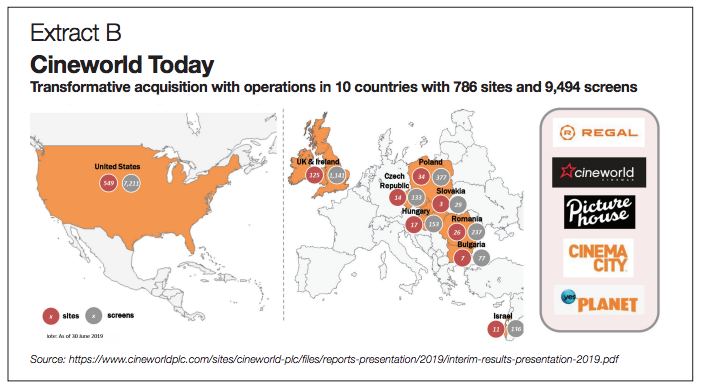 Extract B
Cineworld Today
Transformative acquisition with operations in 10 countries with 786 sites and 9,494 screens
United States
549 7,211
UK & Ireland
125 1,141
Poland
34 377
Czech
Republic
14 133
Slovakia
3 29
Hungary
17 153
Romania
26 237
Bulgaria
7 77
Israel
11 136
x sites x screens
lote: As of 30 June 2019
R REGAL
cineworld
CINEMAS
Picture
house
CINEMA
CITY
yes PLANET
Source: https://www.cineworldplc.com/sites/cineworld-plc/files/reports-presentation/2019/interim-results-presentation-2019.pdf